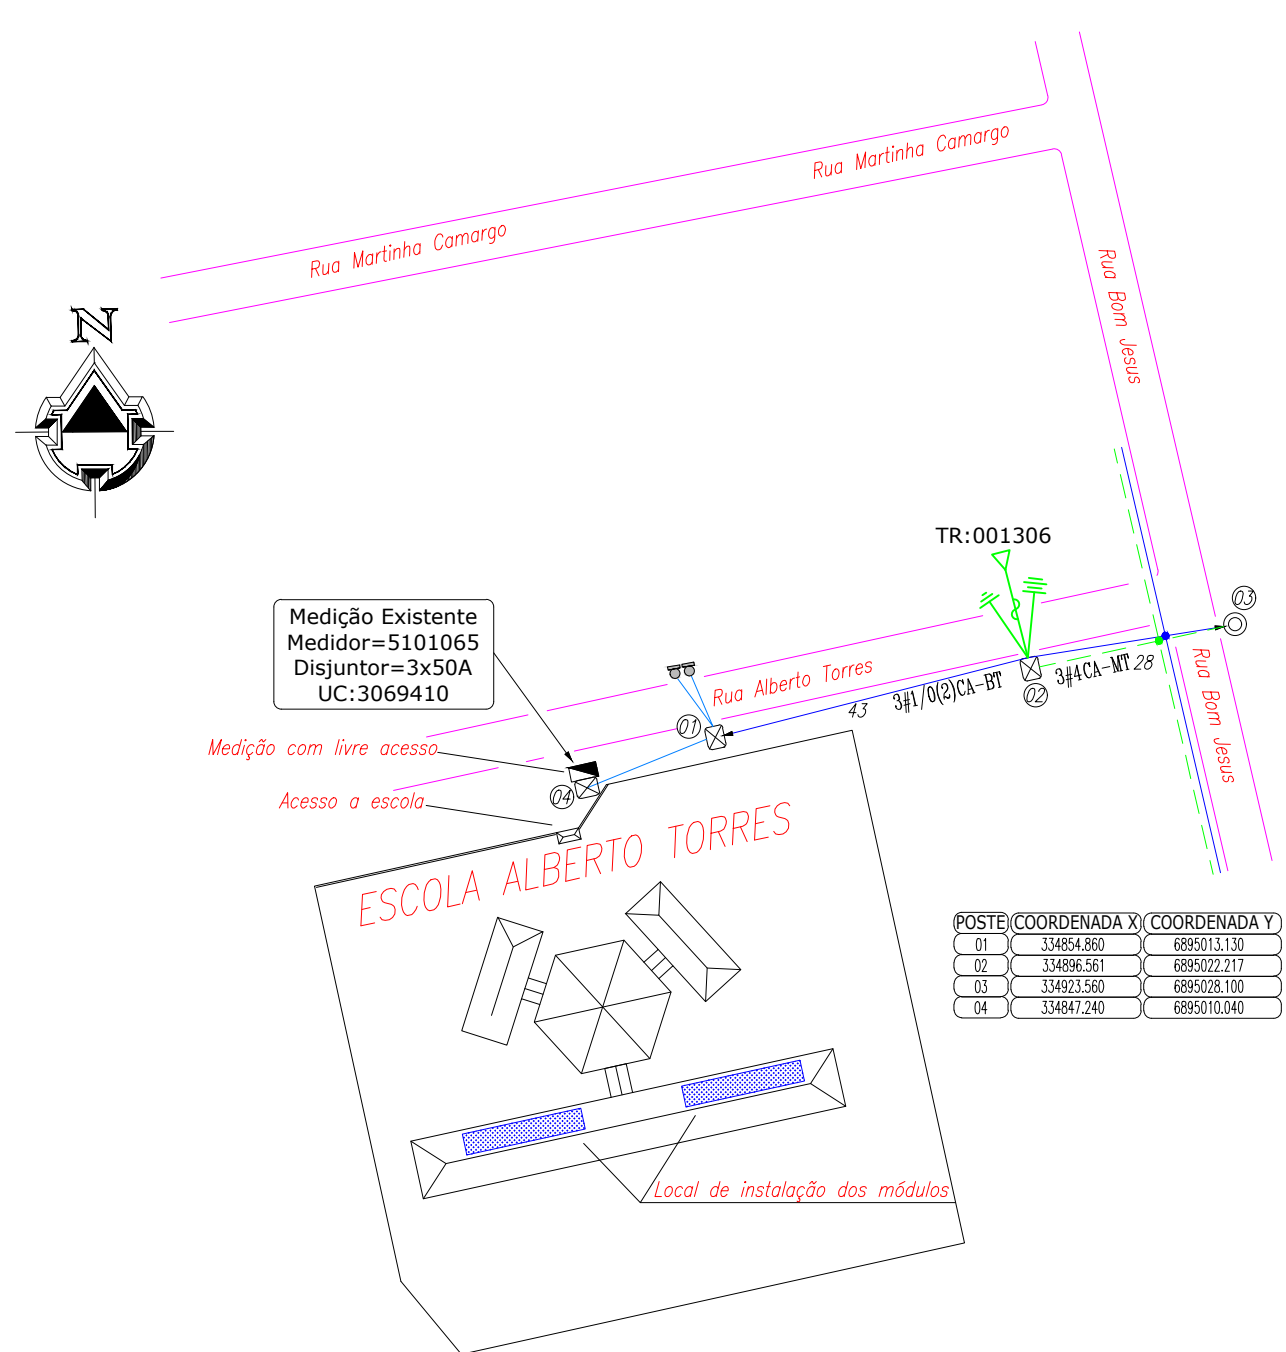 Rua Martinha Camargo
Rua Martinha Camargo
Rua Bom Jesus
N
TR:001306
03
Medição Existente
Medidor=5101065
Disjuntor=3x50A
UC:3069410
Rua Alberto Torres
3#4CA-MT
28
Rua Bom Jesus
02
3#1/0(2)CA-BT
43
01
Medição com livre acesso
04
Acesso a escola
ESCOLA ALBERTO TORRES
POSTE COORDENADA X COORDENADA Y
01 334854.860 6895013.130
02 334896.561 6895022.217
03 334923.560 6895028.100
04 334847.240 6895010.040
Local de instalação dos módulos